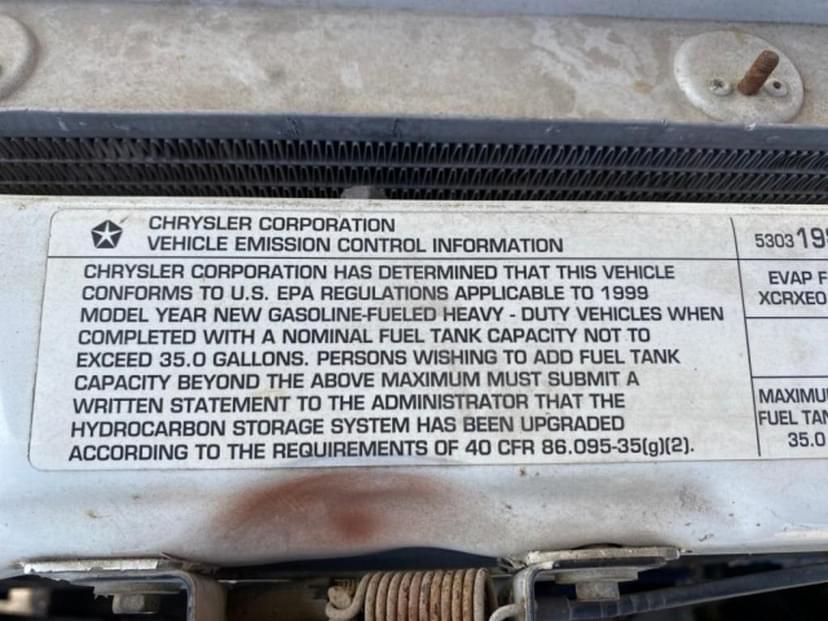 CHRYSLER CORPORATION
VEHICLE EMISSION CONTROL INFORMATION
CHRYSLER CORPORATION HAS DETERMINED THAT THIS VEHICLE
CONFORMS TO U.S. EPA REGULATIONS APPLICABLE TO 1999
MODEL YEAR NEW GASOLINE-FUELED HEAVY - DUTY VEHICLES WHEN
COMPLETED WITH A NOMINAL FUEL TANK CAPACITY NOT TO
EXCEED 35.0 GALLONS. PERSONS WISHING TO ADD FUEL TANK
CAPACITY BEYOND THE ABOVE MAXIMUM MUST SUBMIT A
WRITTEN STATEMENT TO THE ADMINISTRATOR THAT THE
HYDROCARBON STORAGE SYSTEM HAS BEEN UPGRADED
ACCORDING TO THE REQUIREMENTS OF 40 CFR 86.095-35(g)(2).
5303
EVAP
XCRXE0
FUEL
35.0